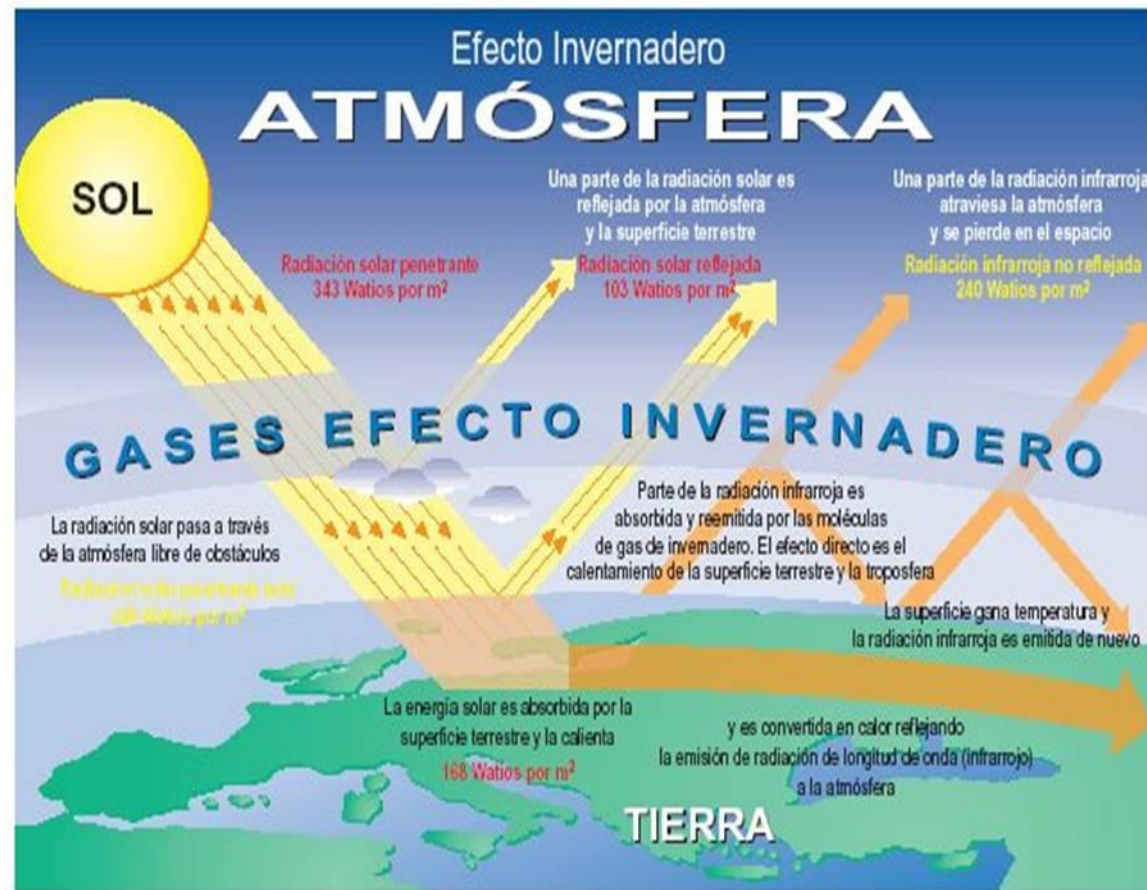 Efecto Invernadero
ATMÓSFERA
SOL
Una parte de la radiación solar es
reflejada por la atmósfera
y la superficie terrestre
Una parte de la radiación infrarroja
atraviesa la atmósfera
y se pierde en el espacio
Radiación solar penetrante
343 Watios por m²
Radiación solar reflejada
103 Watios por m²
Radiación infrarroja no reflejada
240 Watios por m²
GASES EFECTO INVERNADERO
La radiación solar pasa a través
de la atmósfera libre de obstáculos
Radiación solar penetrante
Watios por m²
Parte de la radiación infrarroja es
absorbida y reemitida por las moléculas
de gas de invernadero. El efecto directo es el
calentamiento de la superficie terrestre y la troposfera
La superficie gana temperatura y
la radiación infrarroja es emitida de nuevo
La energía solar es absorbida por la
superficie terrestre y la calienta
168 Watios por m²
y es convertida en calor reflejando
la emisión de radiación de longitud de onda (infrarrojo)
a la atmósfera
TIERRA